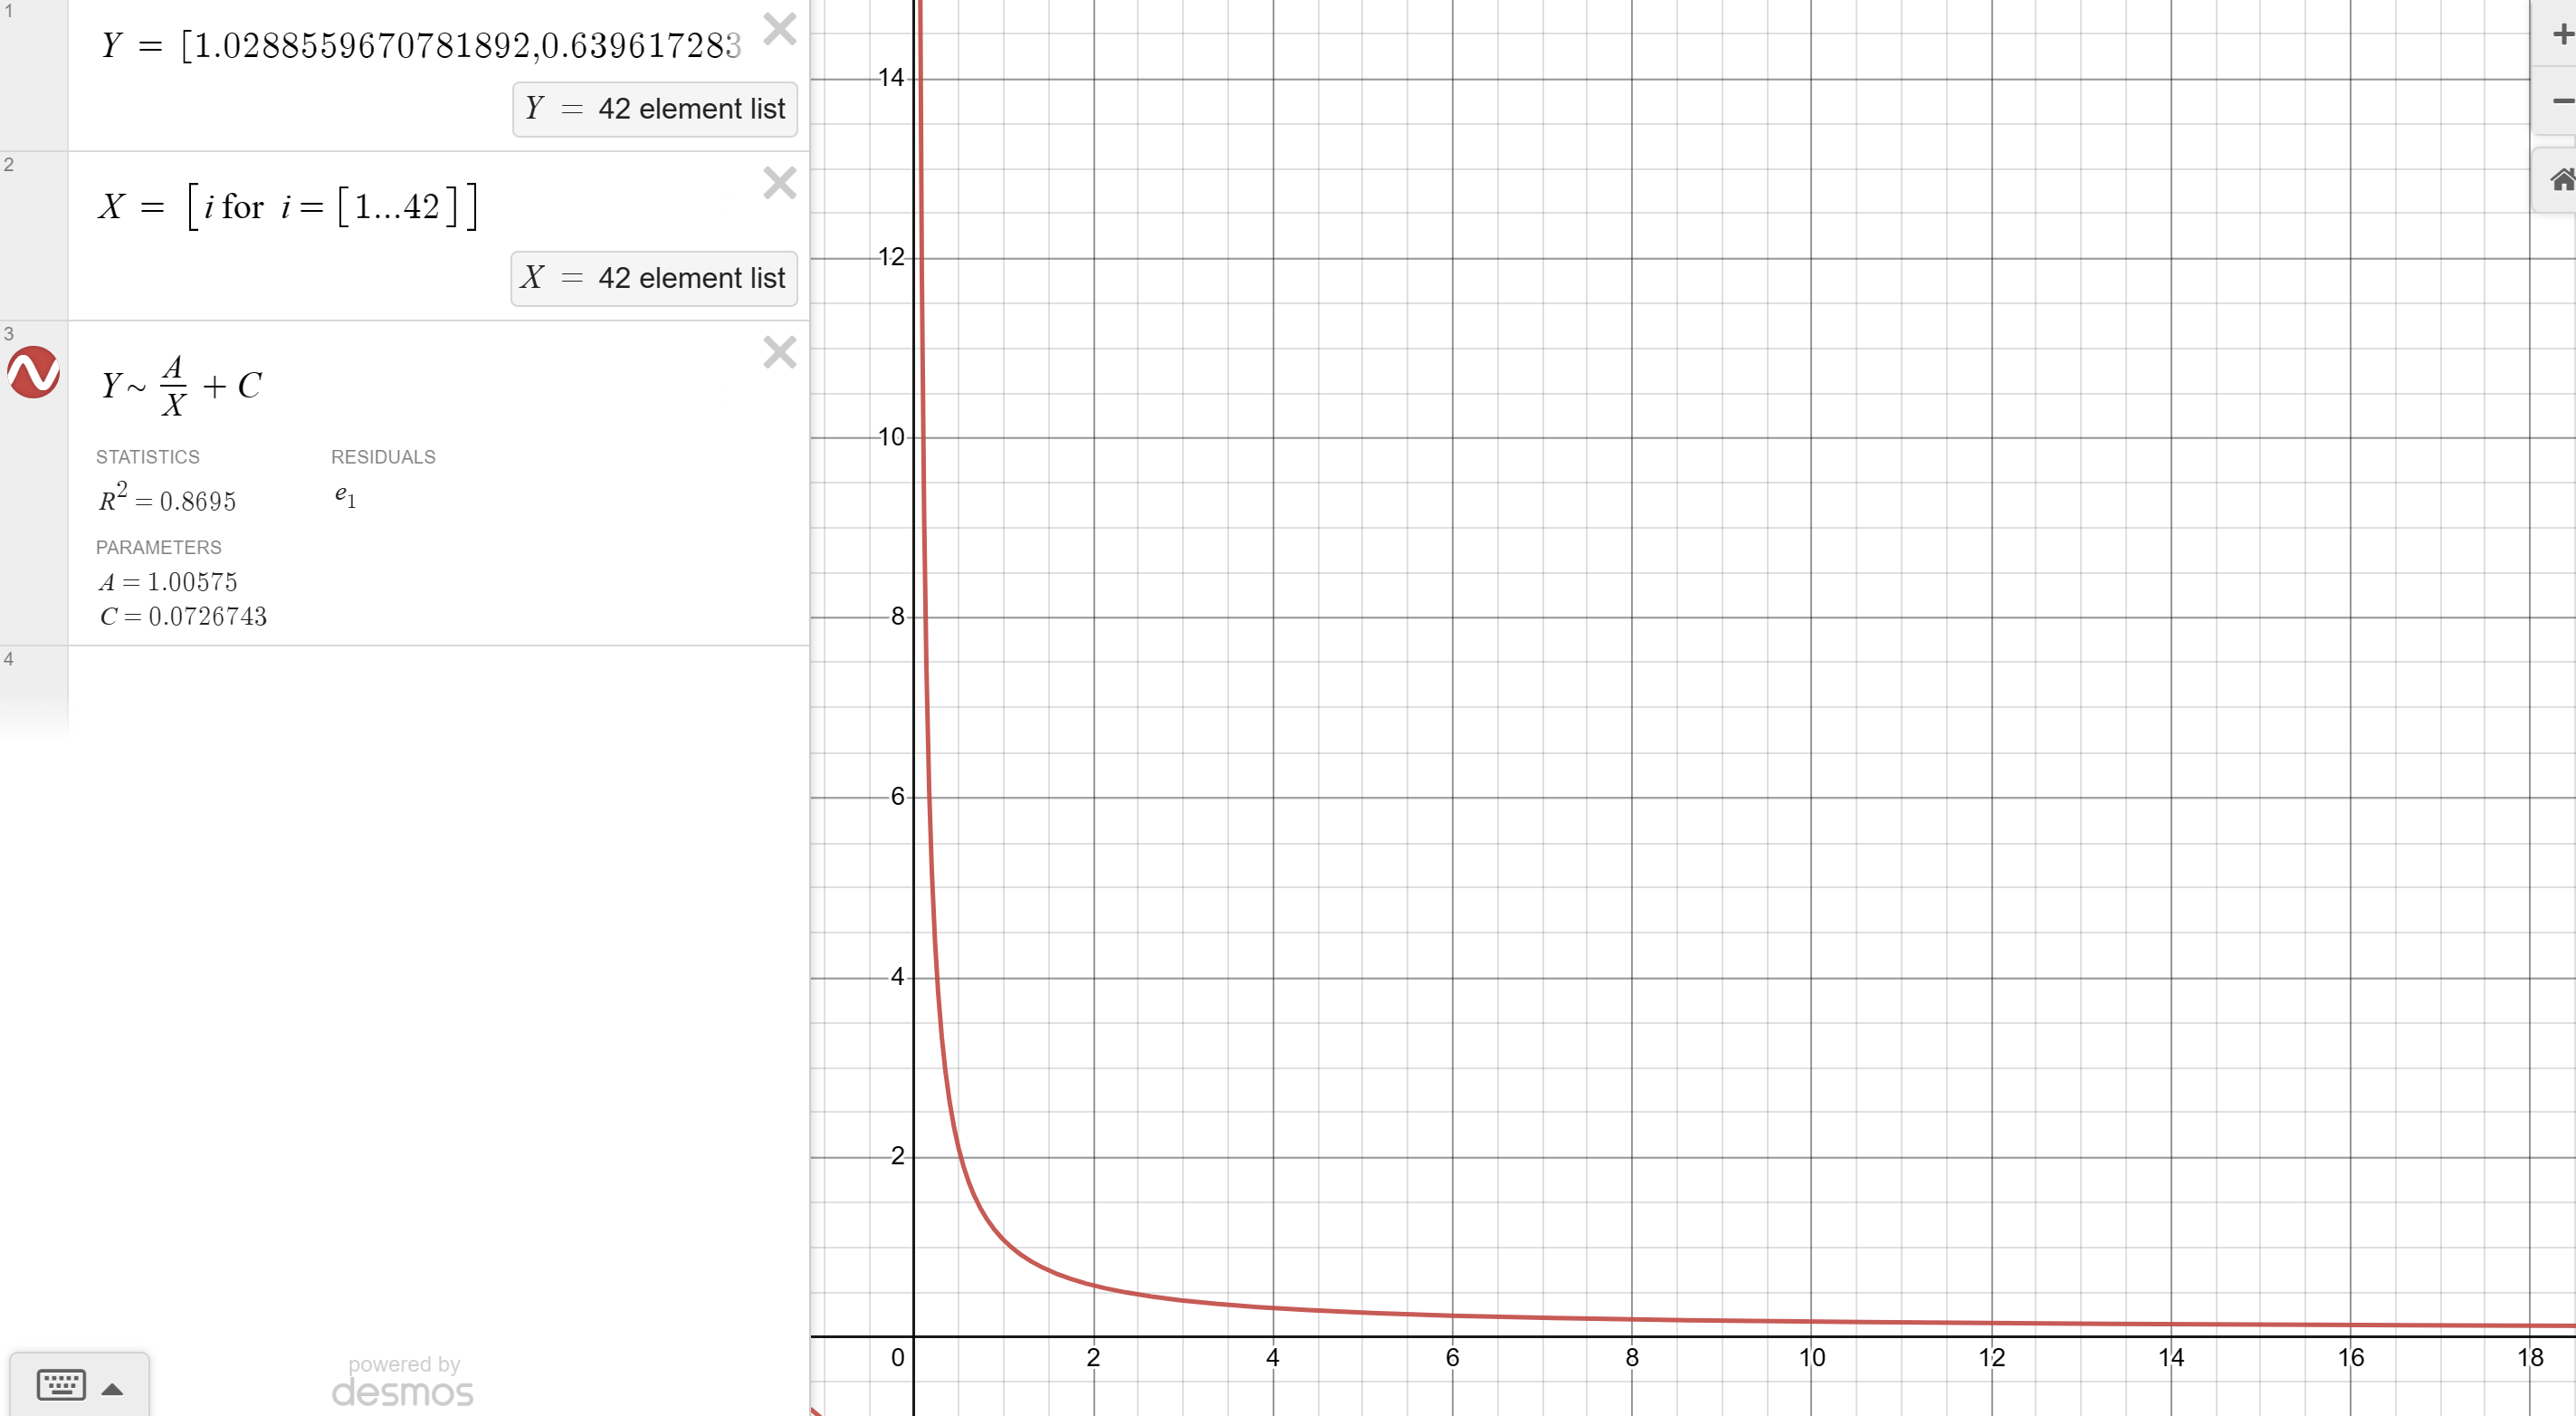 1
Y = [1.0288559670781892,0.639617283
Y = 42 element list
2
X = [i for i = [1...42]]
X = 42 element list
3
Y ~ A/X + C
STATISTICS RESIDUALS
R² = 0.8695 e₁
PARAMETERS
A = 1.00575
C = 0.0726743
4
powered by
desmos
14
12
10
8
6
4
2
0 2 4 6 8 10 12 14 16 18
+
−